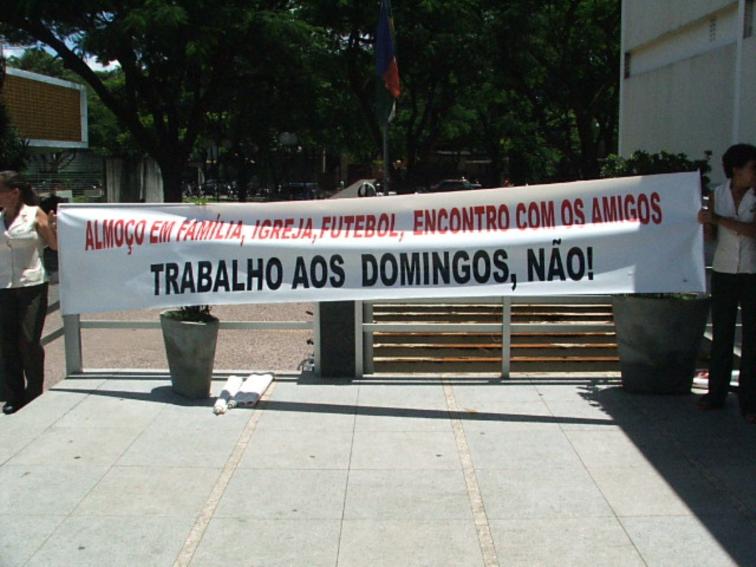 ALMOÇO EM FAMÍLIA, IGREJA, FUTEBOL, ENCONTRO COM OS AMIGOS
TRABALHO AOS DOMINGOS, NÃO!